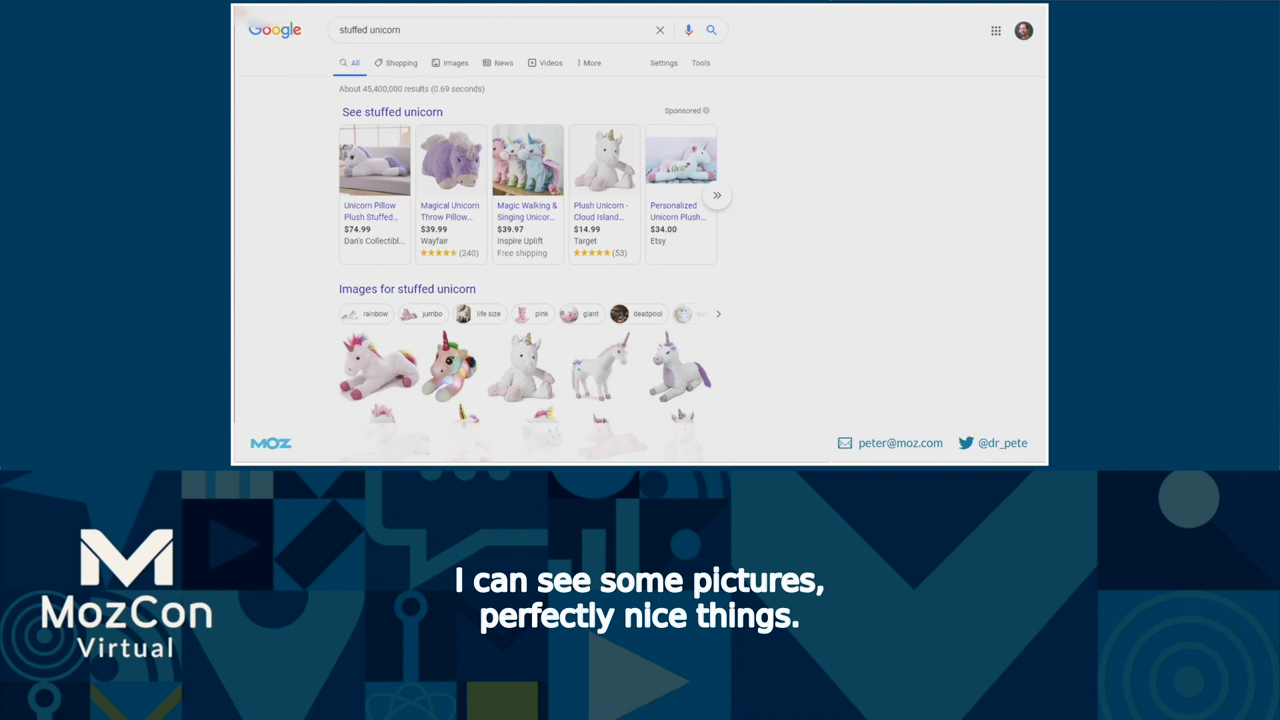 Google
stuffed unicorn
All Shopping Images News Videos More Settings Tools
About 45,400,000 results (0.69 seconds)
See stuffed unicorn
Sponsored
Unicorn Pillow
Plush Stuffed...
$74.99
Dan's Collectibl...
Magical Unicorn
Throw Pillow...
$39.99
Wayfair
(240)
Magic Walking &
Singing Unicor...
$39.97
Inspire Uplift
Free shipping
Plush Unicorn -
Cloud Island...
$14.99
Target
(53)
Personalized
Unicorn Plush...
$34.00
Etsy
Images for stuffed unicorn
rainbow jumbo life size pink giant deadpool
MOZ
peter@moz.com @dr_pete
MozCon
Virtual
I can see some pictures,
perfectly nice things.